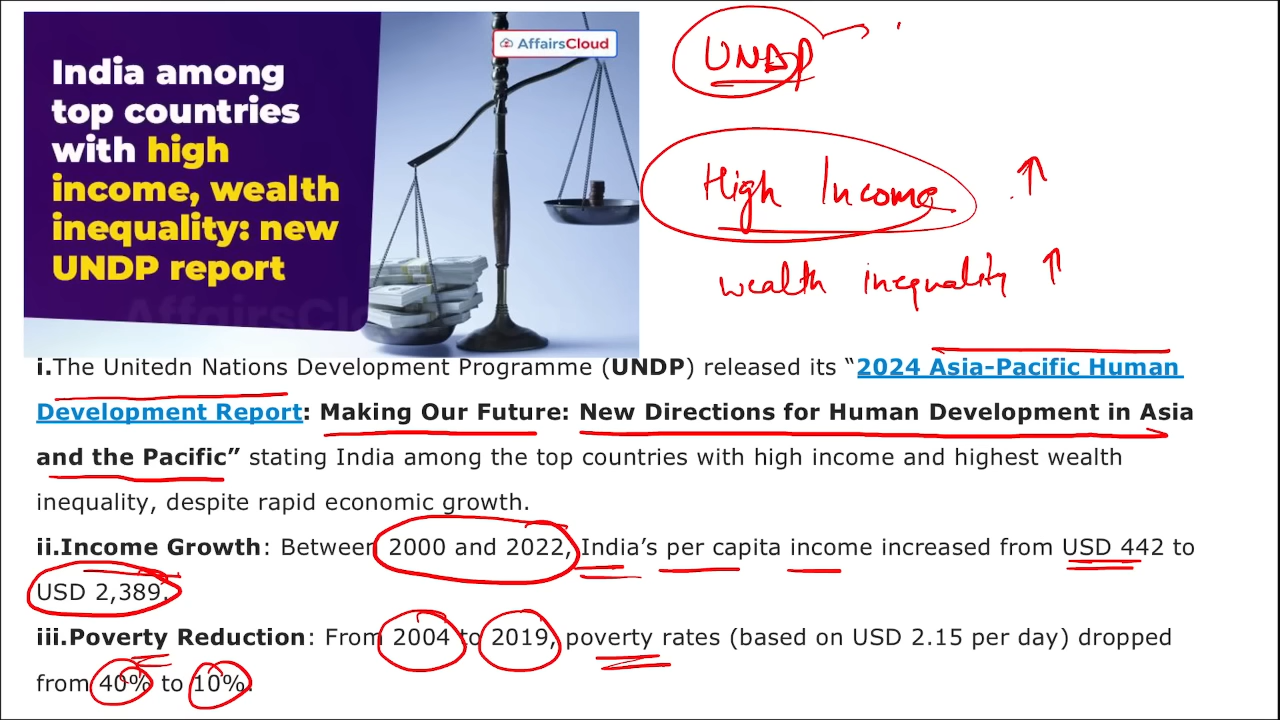 India among
top countries
with high
income, wealth
inequality: new
UNDP report
AffairsCloud
AffairsCl
UNDP
High Income
wealth inequality
i.The Unitedn Nations Development Programme (UNDP) released its “2024 Asia-Pacific Human
Development Report: Making Our Future: New Directions for Human Development in Asia
and the Pacific” stating India among the top countries with high income and highest wealth
inequality, despite rapid economic growth.
ii.Income Growth: Between 2000 and 2022, India’s per capita income increased from USD 442 to
USD 2,389.
iii.Poverty Reduction: From 2004 to 2019, poverty rates (based on USD 2.15 per day) dropped
from 40% to 10%.